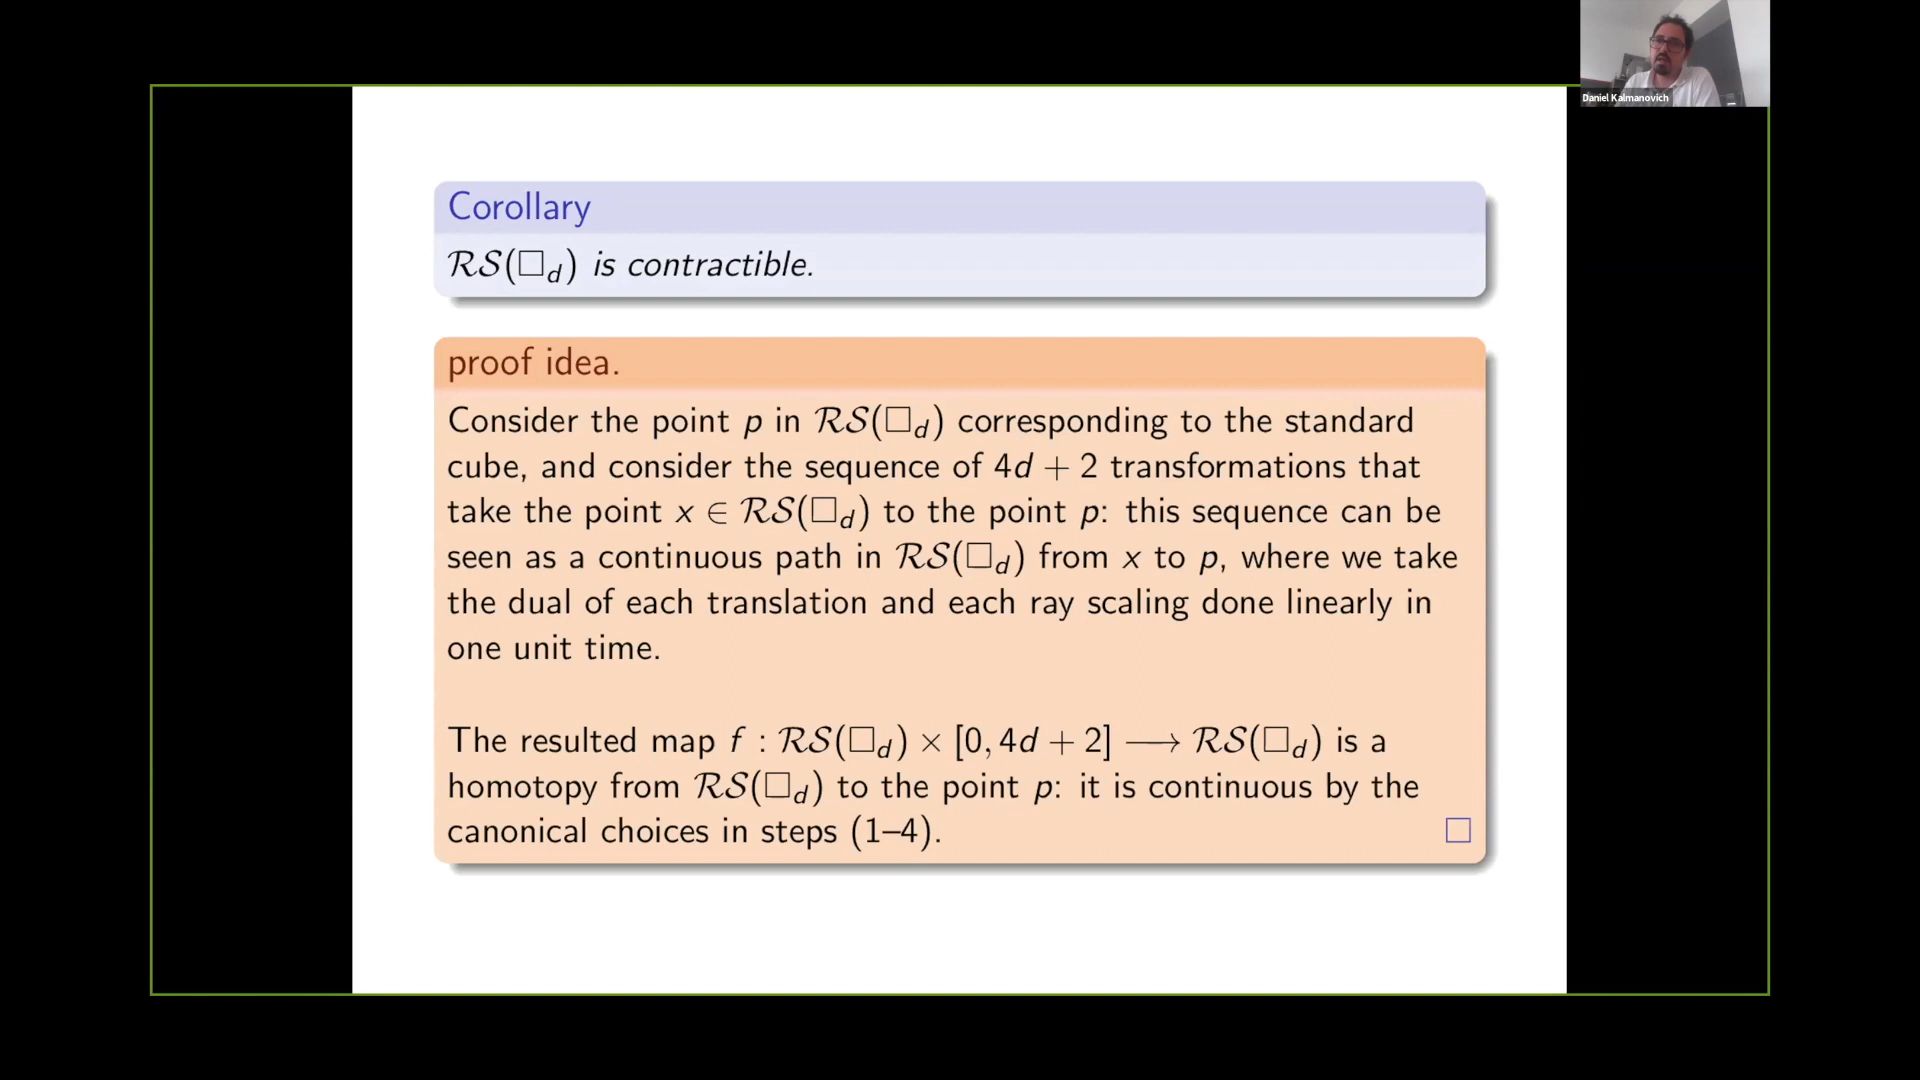 Daniel Kalmanovich
Corollary
ℛ𝒮(□_d) is contractible.
proof idea.
Consider the point p in ℛ𝒮(□_d) corresponding to the standard
cube, and consider the sequence of 4d + 2 transformations that
take the point x ∈ ℛ𝒮(□_d) to the point p: this sequence can be
seen as a continuous path in ℛ𝒮(□_d) from x to p, where we take
the dual of each translation and each ray scaling done linearly in
one unit time.
The resulted map f : ℛ𝒮(□_d) × [0, 4d + 2] ⟶ ℛ𝒮(□_d) is a
homotopy from ℛ𝒮(□_d) to the point p: it is continuous by the
canonical choices in steps (1–4). □